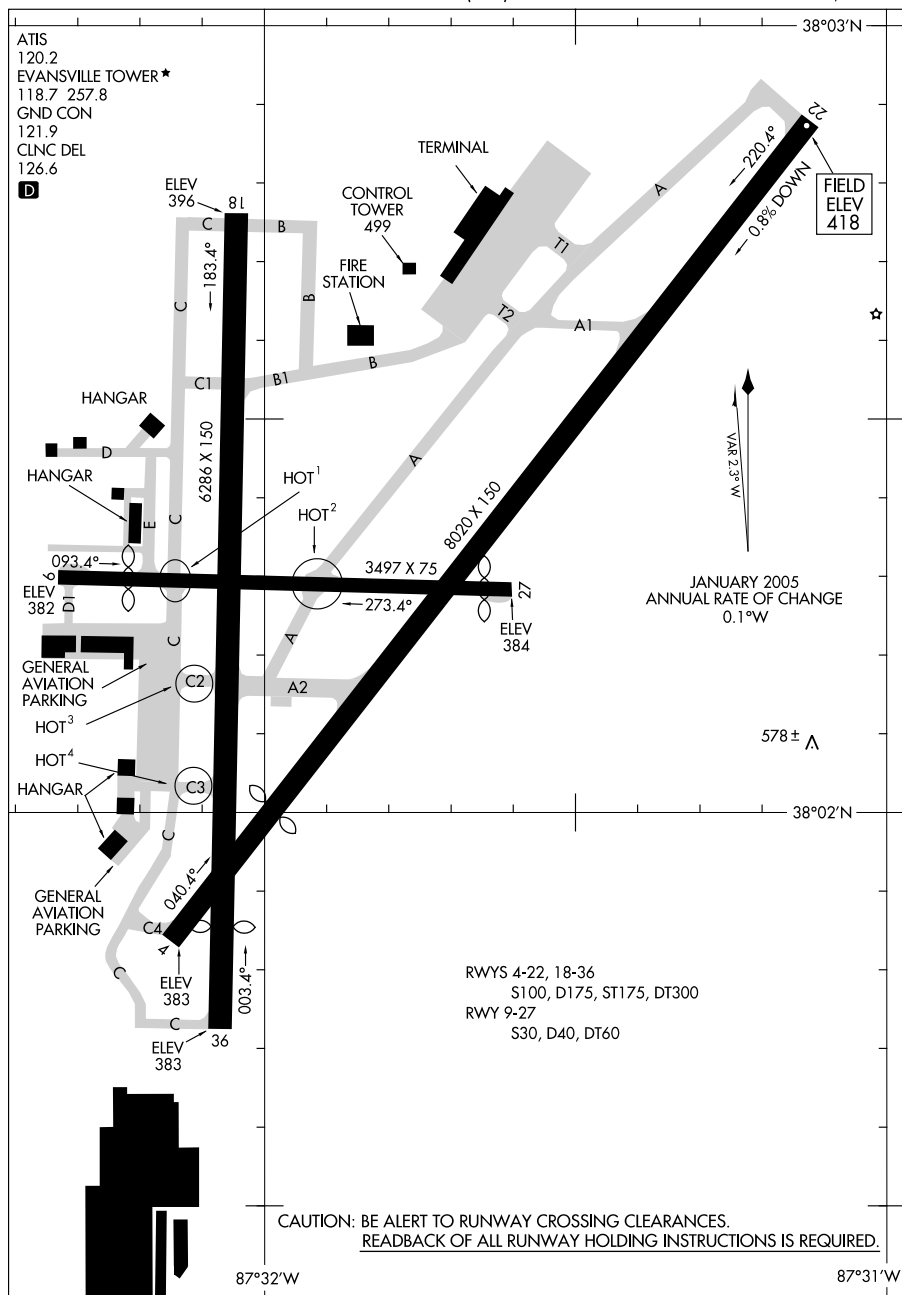 38°03'N
ATIS
120.2
EVANSVILLE TOWER
118.7 257.8
GND CON
121.9
CLNC DEL
126.6
D
TERMINAL
22
220.4°
A
0.8% DOWN
FIELD
ELEV
418
ELEV
396
18
CONTROL
TOWER
499
C
B
183.4°
FIRE
STATION
T1
C
B
T2
A1
C1
B1
B
HANGAR
VAR 2.3° W
D
6286 X 150
A
HANGAR
HOT1
HOT2
8020 X 150
E
C
093.4°
3497 X 75
9
ELEV
382
D1
273.4°
27
ELEV
384
JANUARY 2005
ANNUAL RATE OF CHANGE
0.1°W
C
A
GENERAL
AVIATION
PARKING
C2
A2
HOT3
578 ±
HOT4
HANGAR
C3
38°02'N
C
040.4°
GENERAL
AVIATION
PARKING
C4
4
ELEV
383
003.4°
C
RWYS 4-22, 18-36
S100, D175, ST175, DT300
RWY 9-27
S30, D40, DT60
C
36
ELEV
383
CAUTION: BE ALERT TO RUNWAY CROSSING CLEARANCES.
READBACK OF ALL RUNWAY HOLDING INSTRUCTIONS IS REQUIRED.
87°32'W
87°31'W